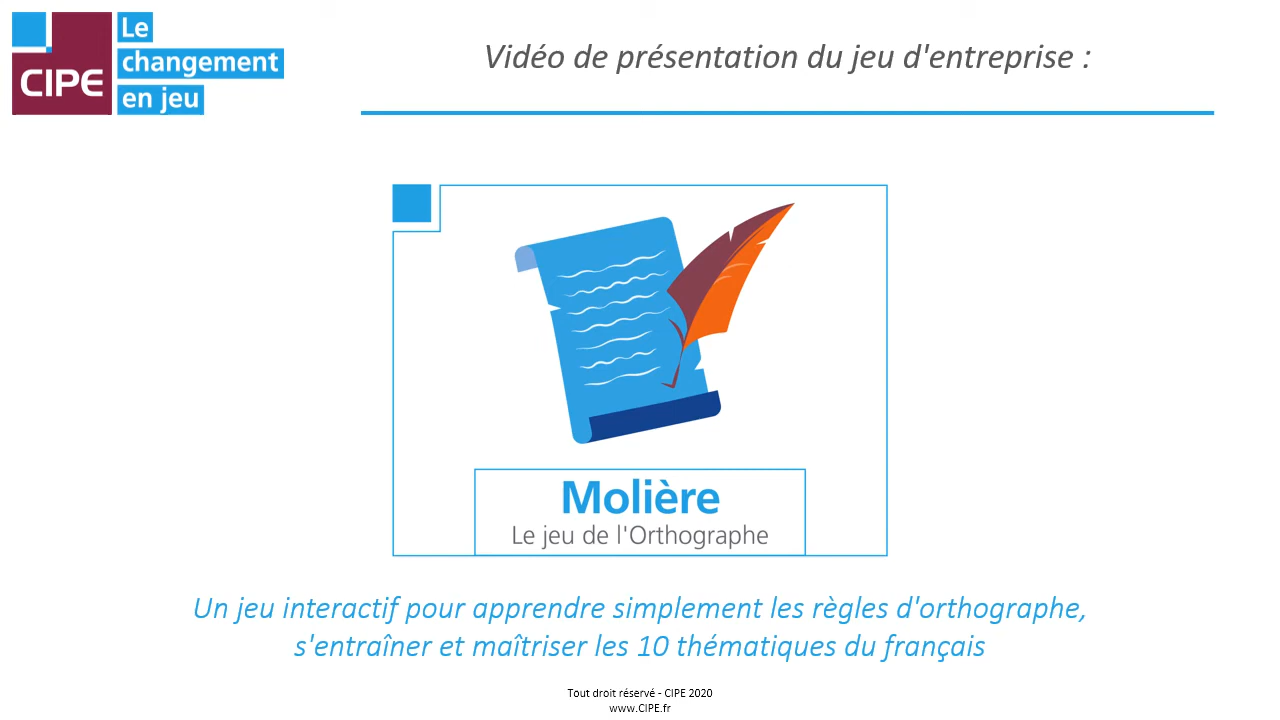 CIPE
Le
changement
en jeu
Vidéo de présentation du jeu d'entreprise :
Molière
Le jeu de l'Orthographe
Un jeu interactif pour apprendre simplement les règles d'orthographe,
s'entraîner et maîtriser les 10 thématiques du français
Tout droit réservé - CIPE 2020
www.CIPE.fr